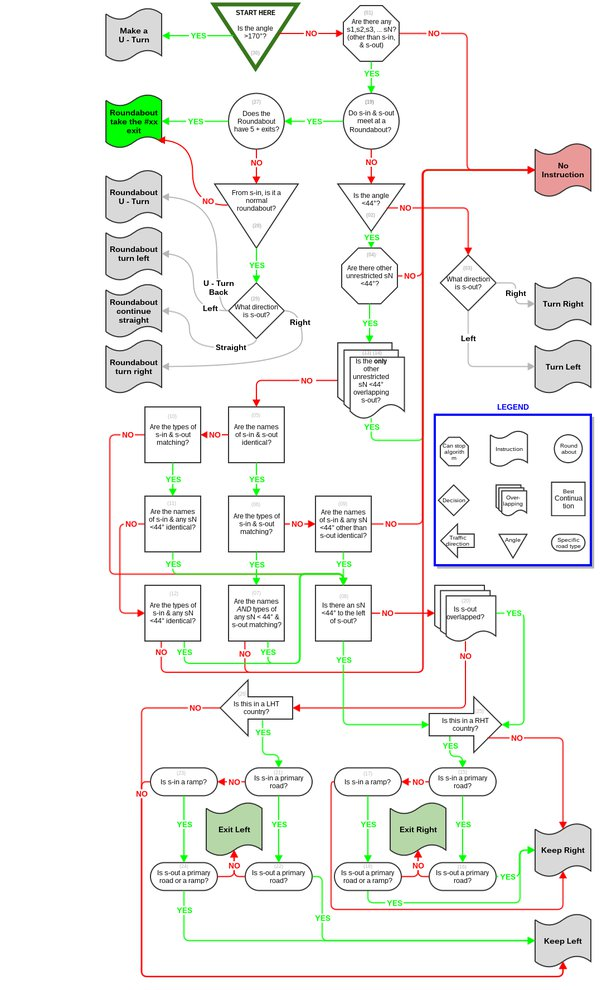 START HERE
Is the angle
>170°?
Make a
U - Turn
YES
NO
Are there any
s1,s2,s3, ... sN?
(other than s-in,
& s-out)
NO
YES
Roundabout
take the #xx
exit
YES
Does the
Roundabout
have 5 + exits?
YES
Do s-in & s-out
meet at a
Roundabout?
NO
NO
No
Instruction
Roundabout
U - Turn
NO
From s-in, is it a
normal
roundabout?
Is the angle
<44°?
NO
YES
YES
Roundabout
turn left
Are there other
unrestricted sN
<44°?
NO
What direction
is s-out?
Right
Turn Right
U - Turn
Back
Left
What direction
is s-out?
Right
Straight
Roundabout
continue
straight
YES
Left
Roundabout
turn right
Turn Left
NO
Is the only
other
unrestricted
sN <44°
overlapping
s-out?
YES
LEGEND
Can stop
algorith
m
Instruction
Round
about
Decision
Over-
lapping
Best
Continua
tion
Traffic
direction
Angle
Specific
road type
NO
Are the types of
s-in & s-out
matching?
NO
Are the names
of s-in & s-out
identical?
YES
YES
NO
Are the names
of s-in & any sN
<44° identical?
Are the types of
s-in & s-out
matching?
NO
Are the names
of s-in & any sN
<44° other than
s-out identical?
NO
YES
YES
YES
Are the types of
s-in & any sN
<44° identical?
Are the names
AND types of
any sN < 44° &
s-out matching?
Is there an sN
<44° to the left
of s-out?
NO
Is s-out
overlapped?
YES
NO
YES
NO
YES
YES
NO
NO
Is this in a LHT
country?
Is this in a RHT
country?
NO
YES
YES
Is s-in a ramp?
NO
Is s-in a primary
road?
Is s-in a ramp?
NO
Is s-in a primary
road?
NO
YES
Exit Left
YES
YES
Exit Right
YES
Keep Right
NO
NO
Is s-out a primary
road or a ramp?
Is s-out a primary
road?
Is s-out a primary
road or a ramp?
Is s-out a primary
road?
YES
YES
YES
YES
Keep Left